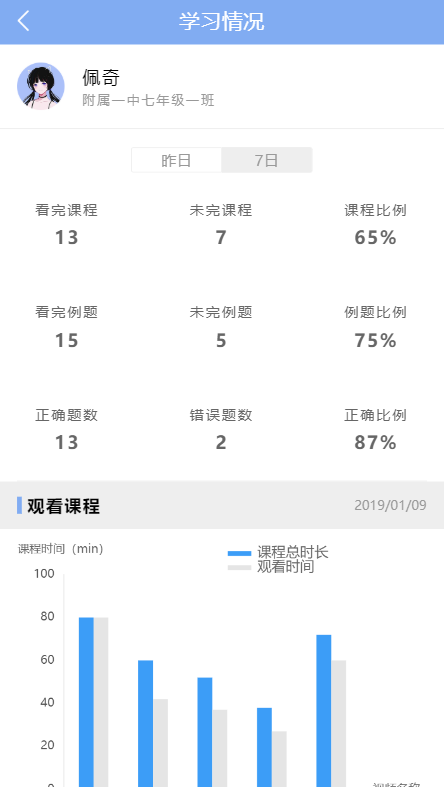 学习情况
佩奇
附属一中七年级一班
昨日 7日
看完课程 未完课程 课程比例
13 7 65%
看完例题 未完例题 例题比例
15 5 75%
正确题数 错误题数 正确比例
13 2 87%
观看课程 2019/01/09
课程时间（min）
课程总时长
观看时间
100
80
60
40
20